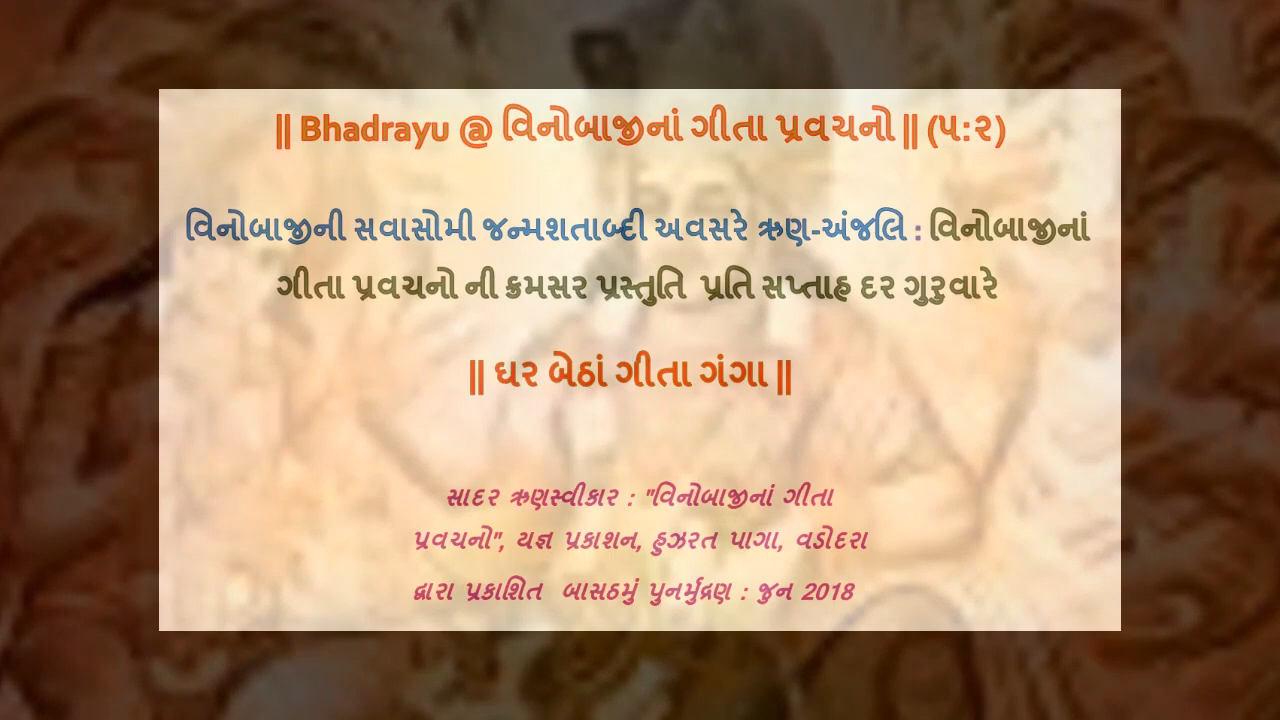 || Bhadrayu @ વિનોબાજીનાં ગીતા પ્રવચનો || (૫:૨)
વિનોબાજીની સવાસોમી જન્મશતાબ્દી અવસરે ઋણ-અંજલિ : વિનોબાજીનાં
ગીતા પ્રવચનો ની ક્રમસર પ્રસ્તુતિ પ્રતિ સપ્તાહ દર ગુરુવારે
|| ઘર બેઠાં ગીતા ગંગા ||
સાદર ઋણસ્વીકાર : "વિનોબાજીનાં ગીતા
પ્રવચનો", યજ્ઞ પ્રકાશન, હુઝરત પાગા, વડોદરા
દ્વારા પ્રકાશિત બાસઠમું પુનર્મુદ્રણ : જુન 2018